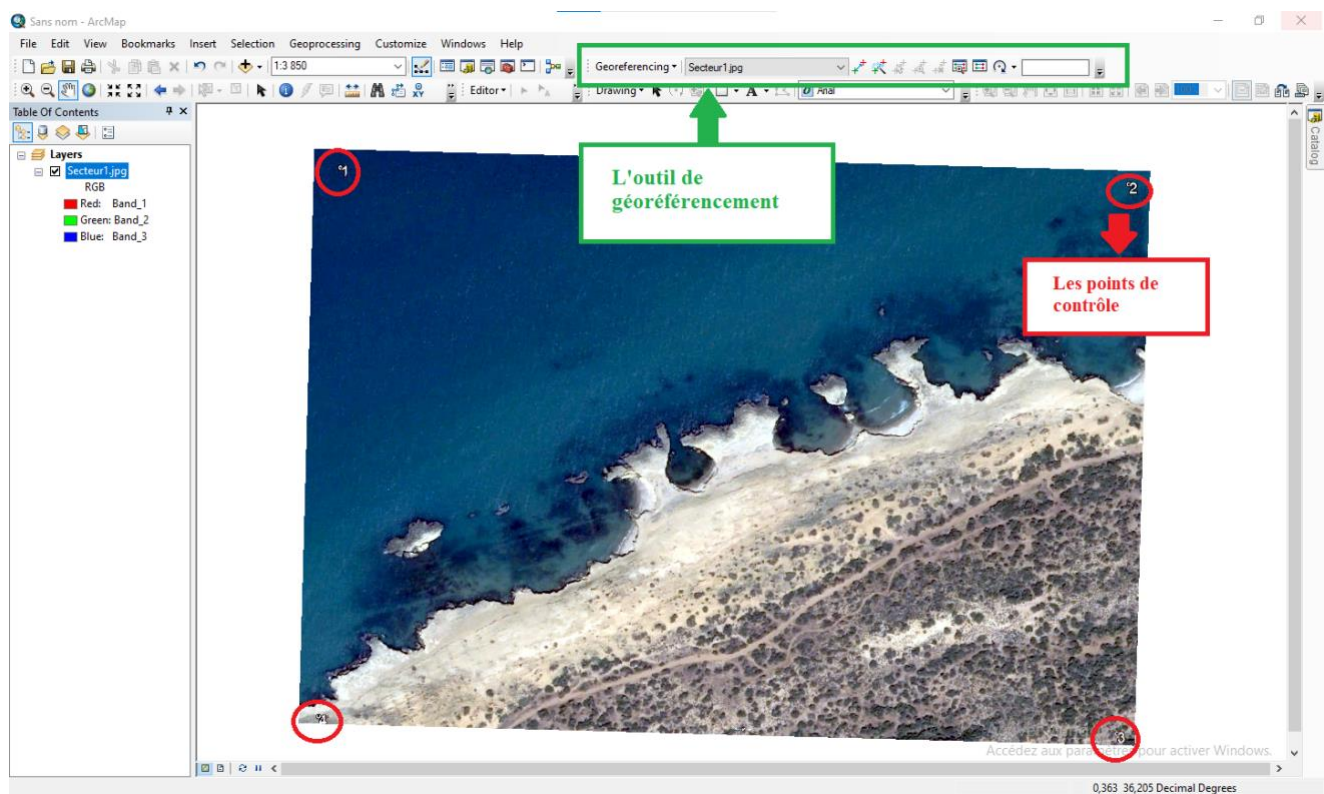 Sans nom - ArcMap
File Edit View Bookmarks Insert Selection Geoprocessing Customize Windows Help
1:3 850
Georeferencing Secteur1.jpg
Editor
Drawing
A
Arial
Table Of Contents
Layers
Secteur1.jpg
RGB
Red: Band_1
Green: Band_2
Blue: Band_3
Catalog
L'outil de
géoréférencement
1
2
Les points de
contrôle
3
Accédez aux paramètres pour activer Windows.
0,363 36,205 Decimal Degrees